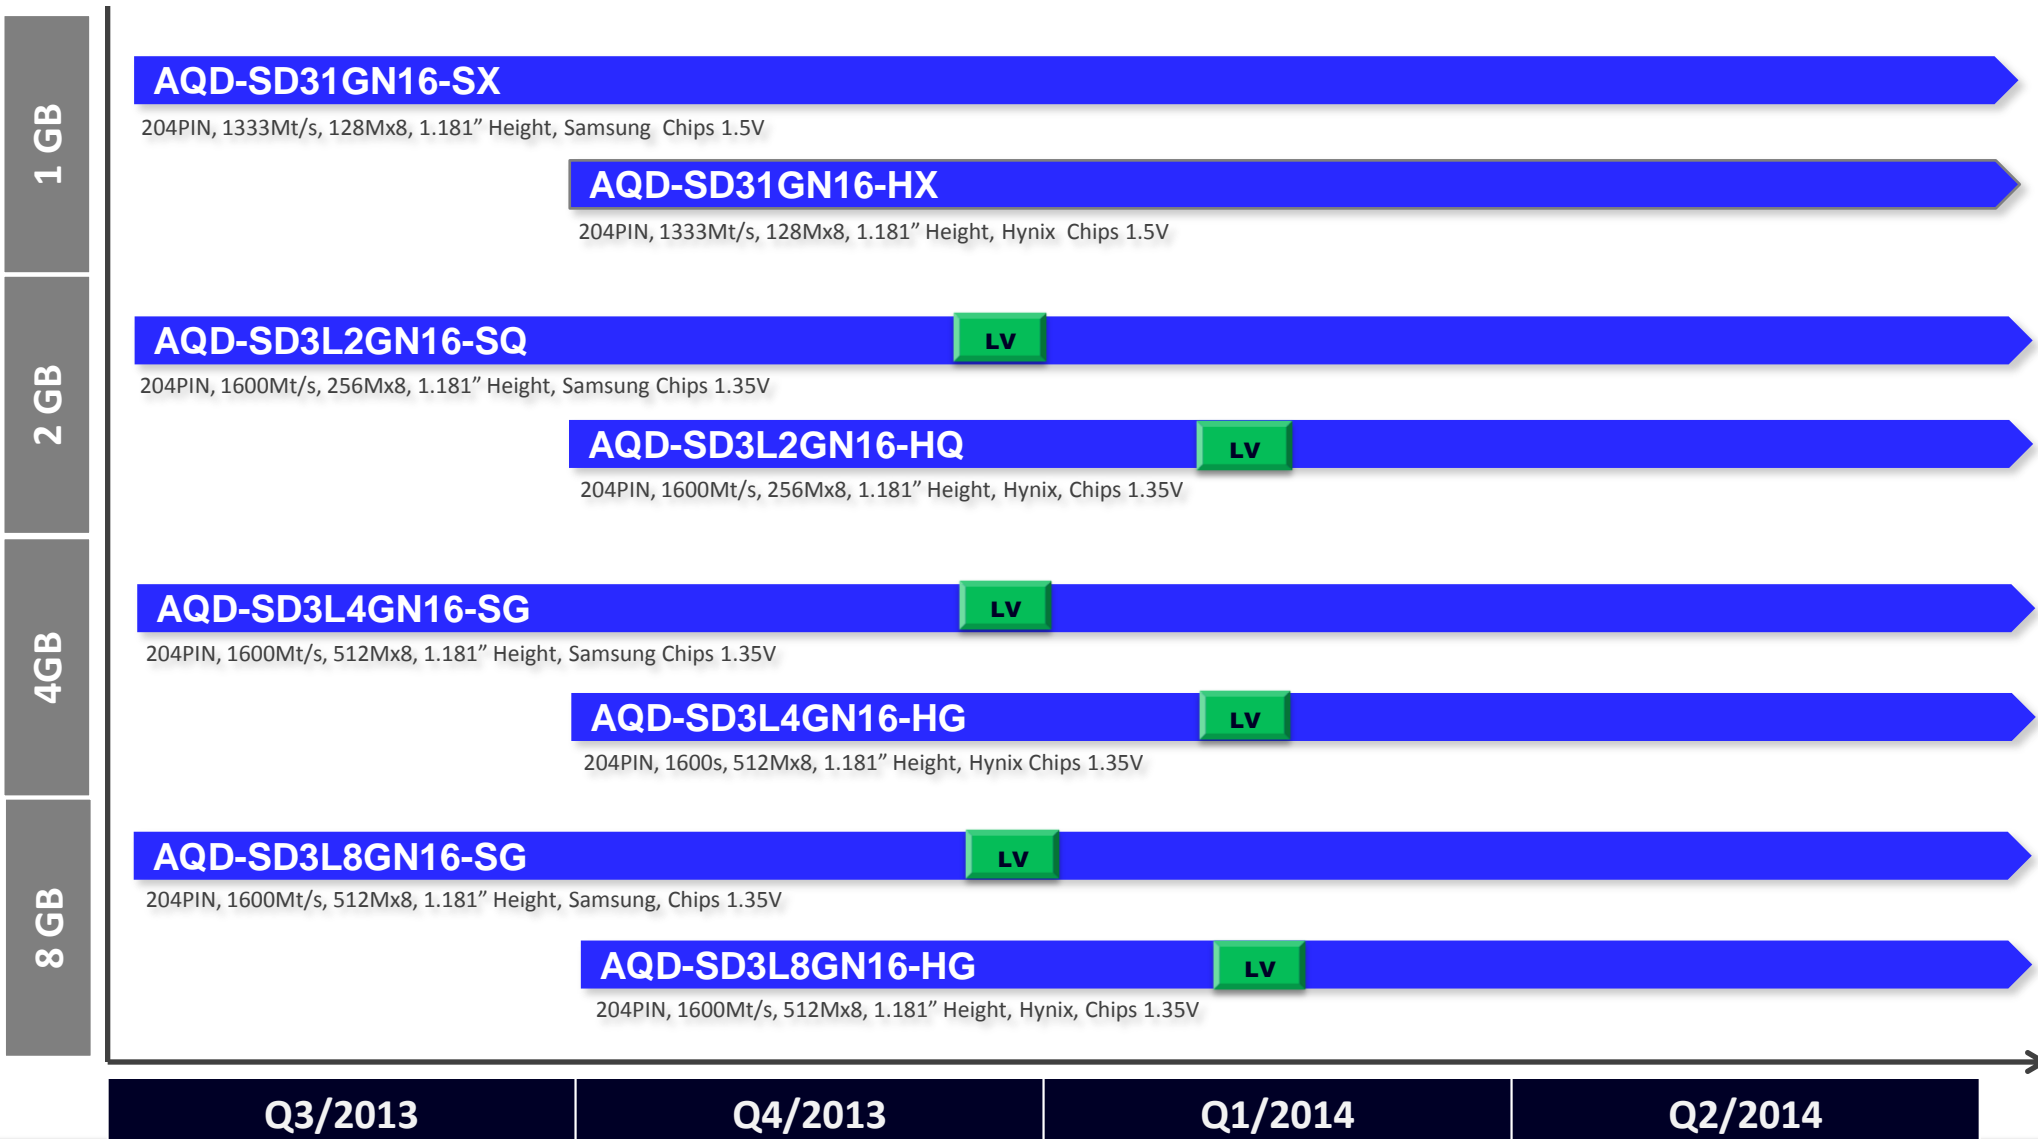 1 GB
AQD-SD31GN16-SX
204PIN, 1333Mt/s, 128Mx8, 1.181” Height, Samsung  Chips 1.5V
AQD-SD31GN16-HX
204PIN, 1333Mt/s, 128Mx8, 1.181” Height, Hynix  Chips 1.5V
2 GB
AQD-SD3L2GN16-SQ LV
204PIN, 1600Mt/s, 256Mx8, 1.181” Height, Samsung Chips 1.35V
AQD-SD3L2GN16-HQ LV
204PIN, 1600Mt/s, 256Mx8, 1.181” Height, Hynix, Chips 1.35V
4GB
AQD-SD3L4GN16-SG LV
204PIN, 1600Mt/s, 512Mx8, 1.181” Height, Samsung Chips 1.35V
AQD-SD3L4GN16-HG LV
204PIN, 1600s, 512Mx8, 1.181” Height, Hynix Chips 1.35V
8 GB
AQD-SD3L8GN16-SG LV
204PIN, 1600Mt/s, 512Mx8, 1.181” Height, Samsung, Chips 1.35V
AQD-SD3L8GN16-HG LV
204PIN, 1600Mt/s, 512Mx8, 1.181” Height, Hynix, Chips 1.35V
Q3/2013 Q4/2013 Q1/2014 Q2/2014